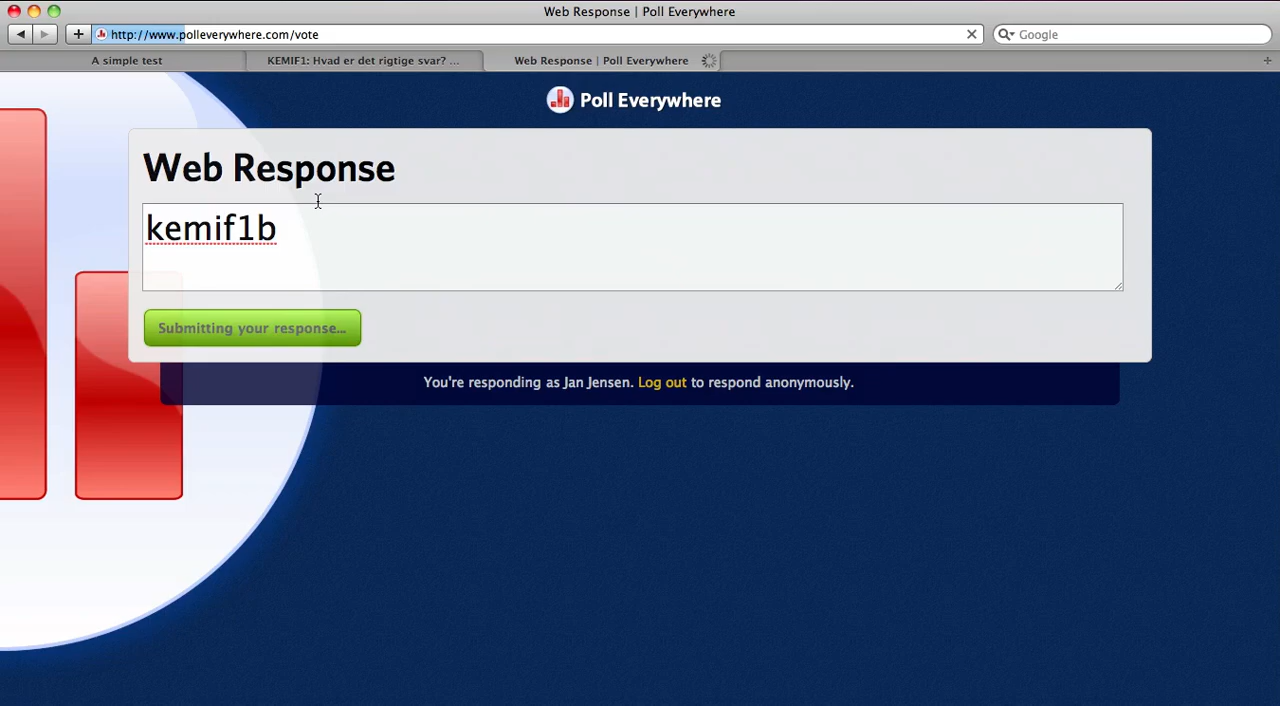 Web Response | Poll Everywhere
http://www.polleverywhere.com/vote
Google
A simple test
KEMIF1: Hvad er det rigtige svar? ...
Web Response | Poll Everywhere
Poll Everywhere
Web Response
kemif1b
Submitting your response...
You're responding as Jan Jensen. Log out to respond anonymously.